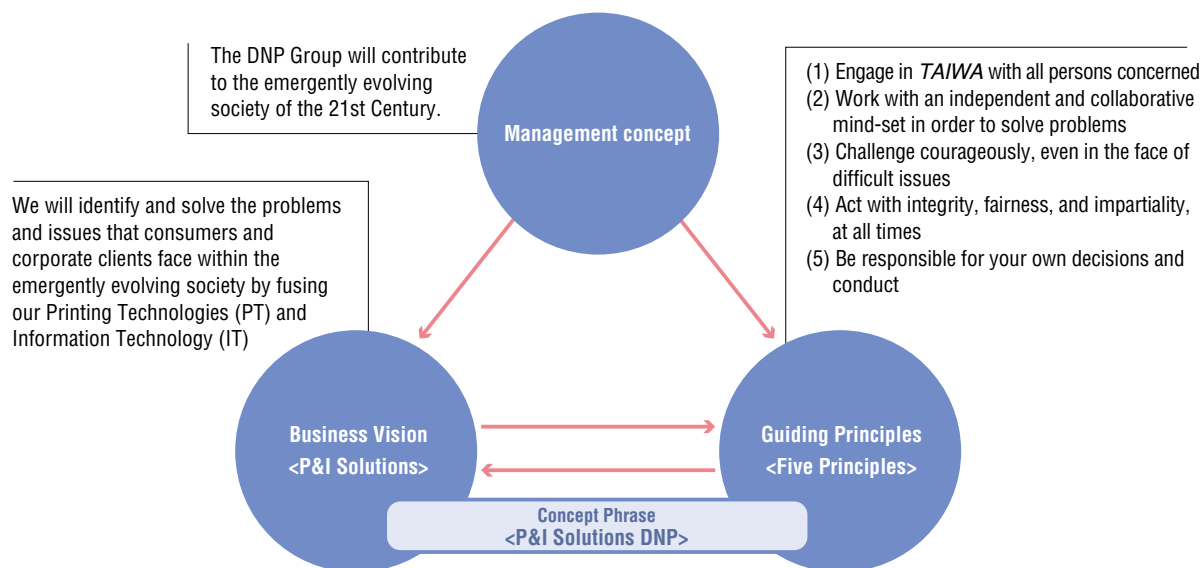 The DNP Group will contribute
to the emergently evolving
society of the 21st Century.
Management concept
(1) Engage in TAIWA with all persons concerned
(2) Work with an independent and collaborative
mind-set in order to solve problems
(3) Challenge courageously, even in the face of
difficult issues
(4) Act with integrity, fairness, and impartiality,
at all times
(5) Be responsible for your own decisions and
conduct
We will identify and solve the problems
and issues that consumers and
corporate clients face within the
emergently evolving society by fusing
our Printing Technologies (PT) and
Information Technology (IT)
Business Vision
<P&I Solutions>
Guiding Principles
<Five Principles>
Concept Phrase
<P&I Solutions DNP>